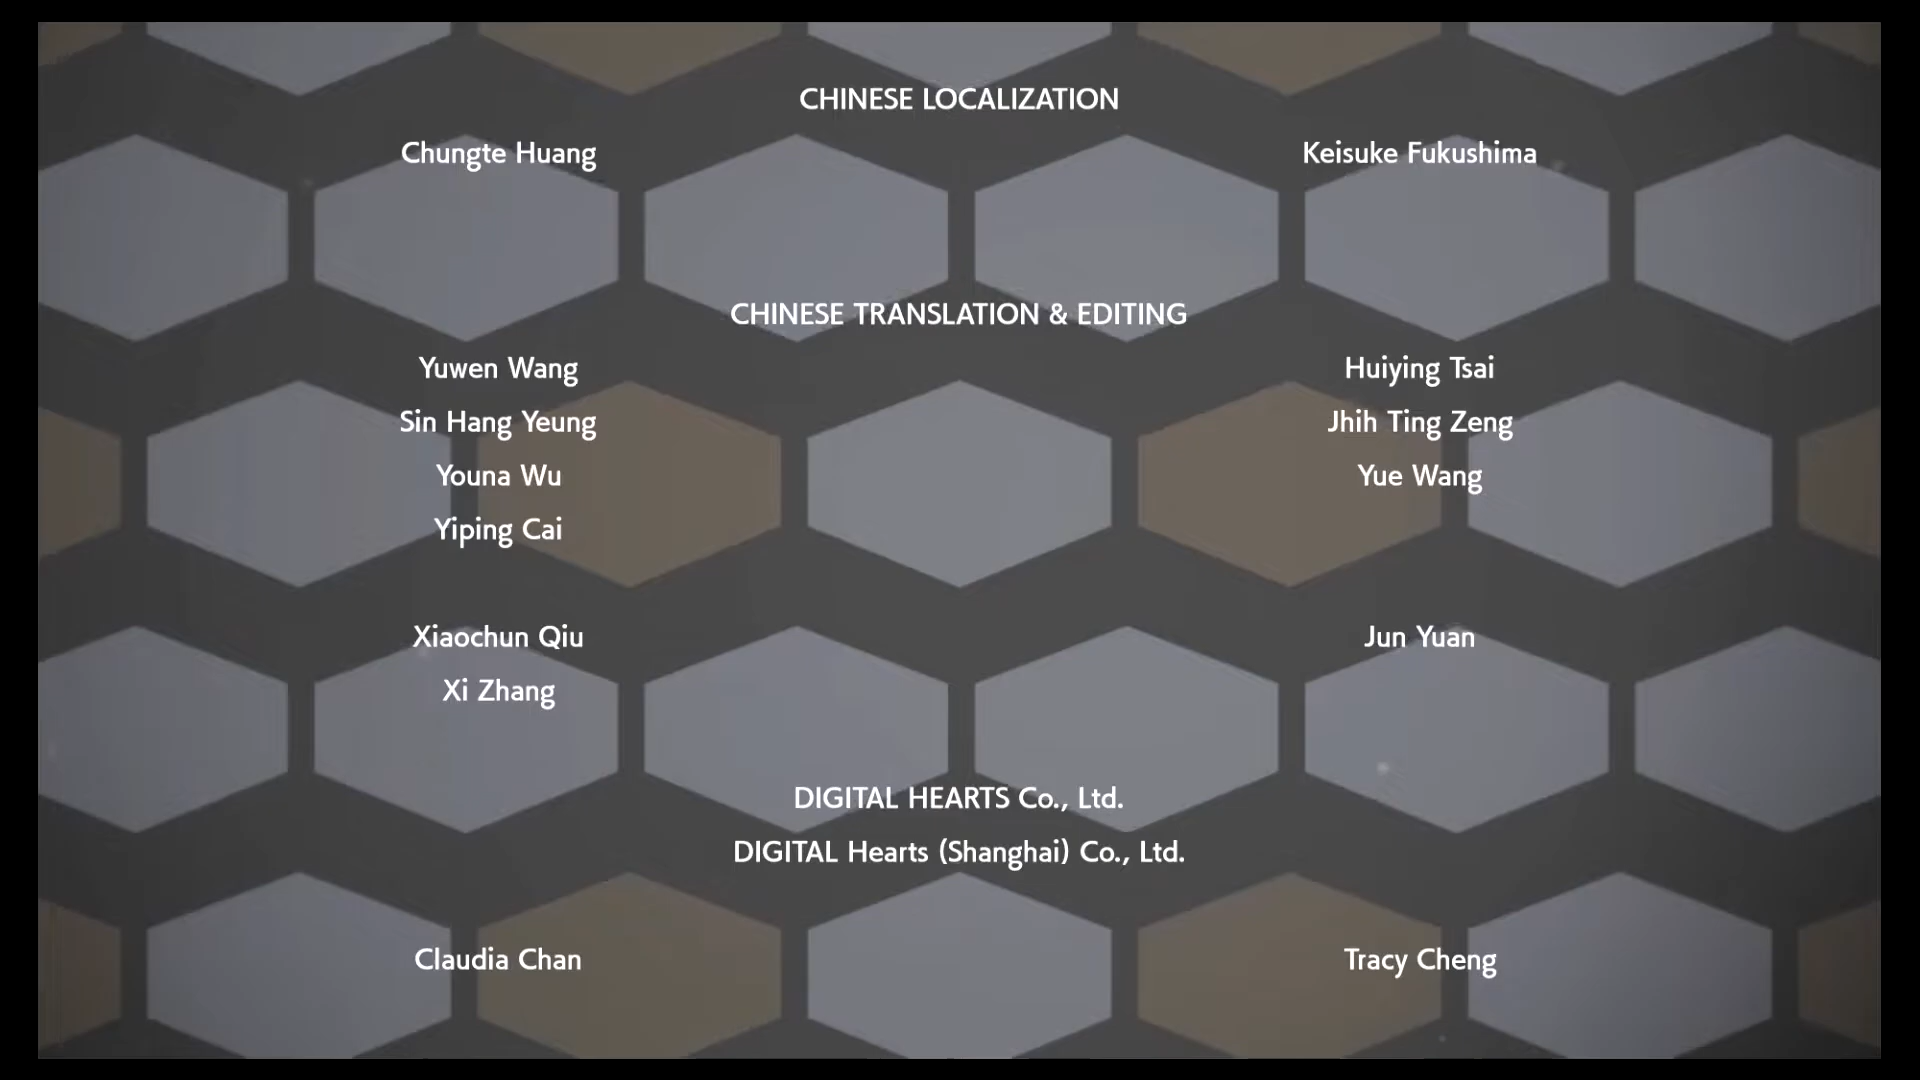 CHINESE LOCALIZATION
Chungte Huang Keisuke Fukushima
CHINESE TRANSLATION & EDITING
Yuwen Wang Huiying Tsai
Sin Hang Yeung Jhih Ting Zeng
Youna Wu Yue Wang
Yiping Cai
Xiaochun Qiu Jun Yuan
Xi Zhang
DIGITAL HEARTS Co., Ltd.
DIGITAL Hearts (Shanghai) Co., Ltd.
Claudia Chan Tracy Cheng